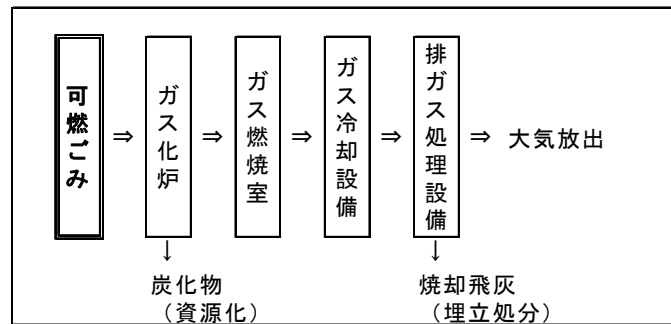 可燃ごみ ⇒ ガス化炉 ⇒ ガス燃焼室 ⇒ ガス冷却設備 ⇒ 排ガス処理設備 ⇒ 大気放出
↓ ↓
炭化物 焼却飛灰
（資源化） （埋立処分）